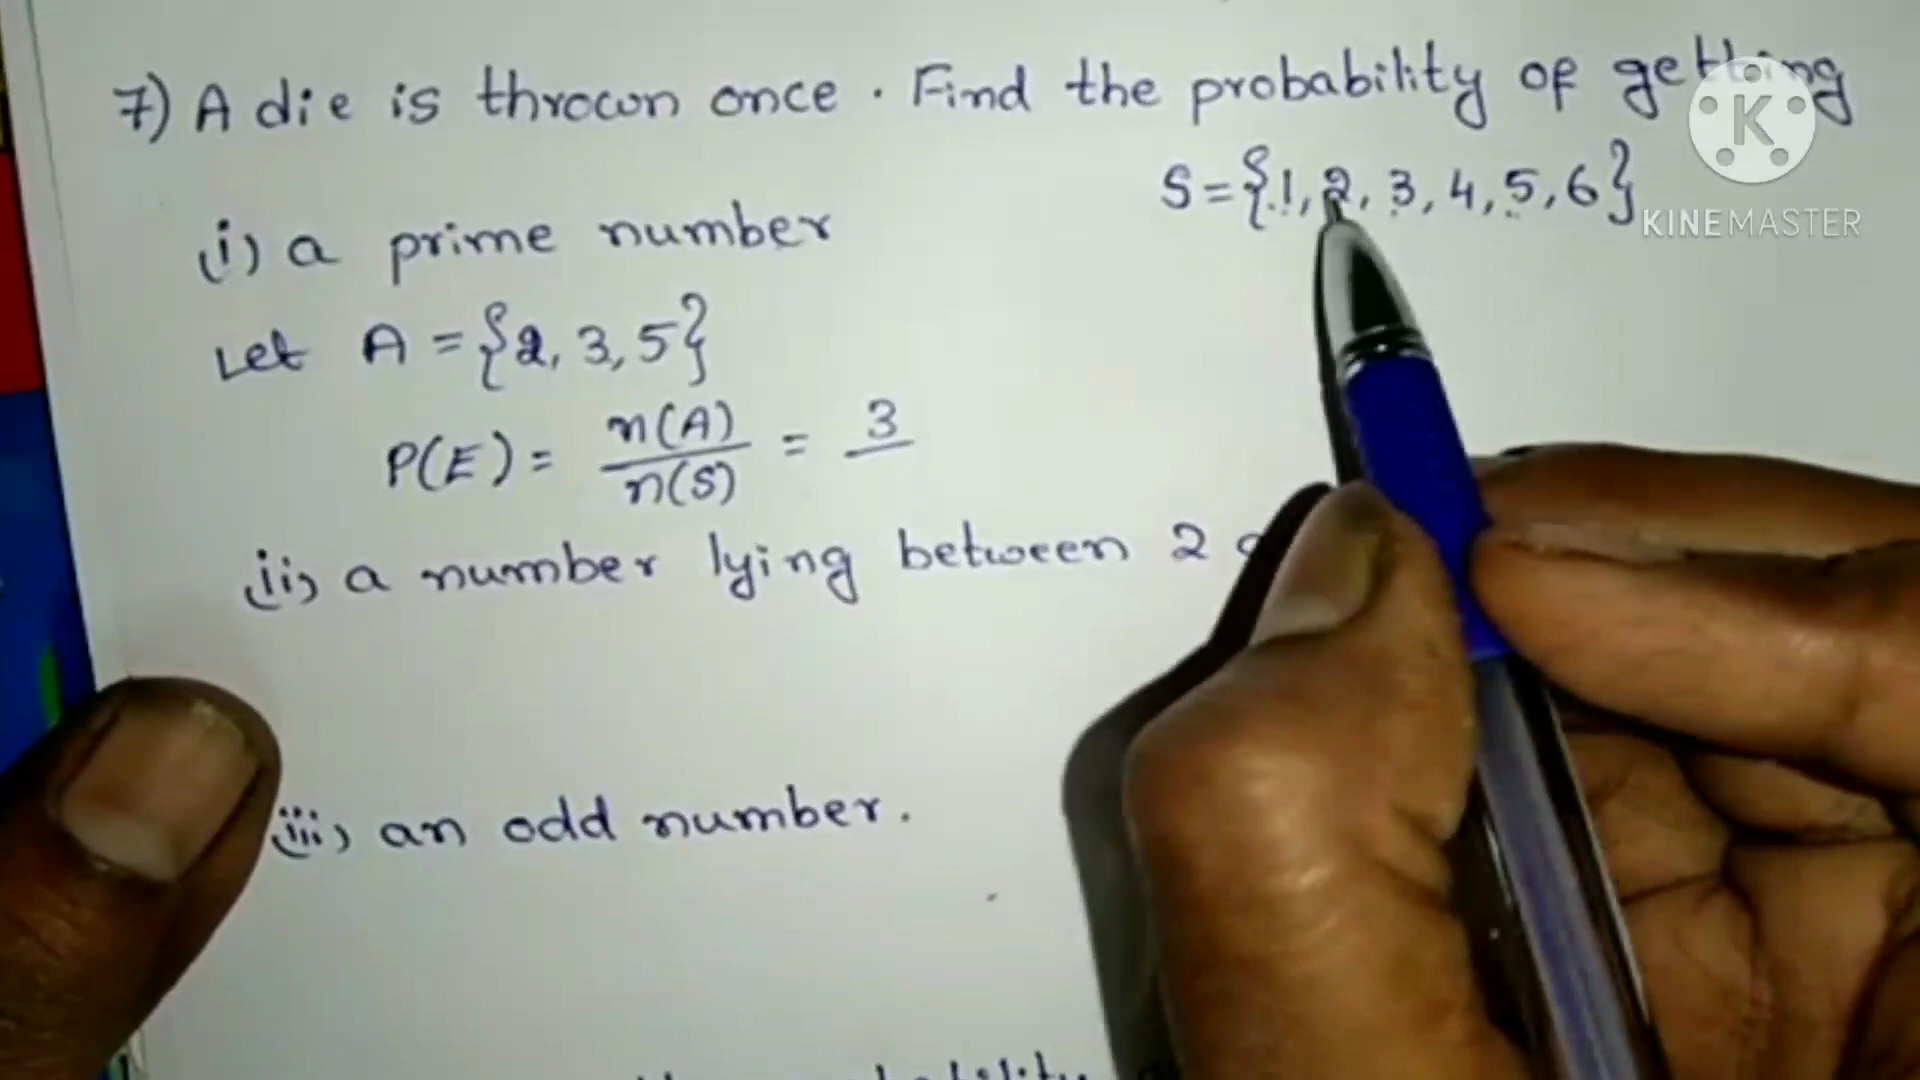 7) A die is thrown once. Find the probability of getting
S={1, 2, 3, 4, 5, 6}
K
KINEMASTER
(i) a prime number
Let A = {2, 3, 5}
P(E) = n(A)/n(S) = 3
(ii) a number lying between 2
(iii) an odd number.